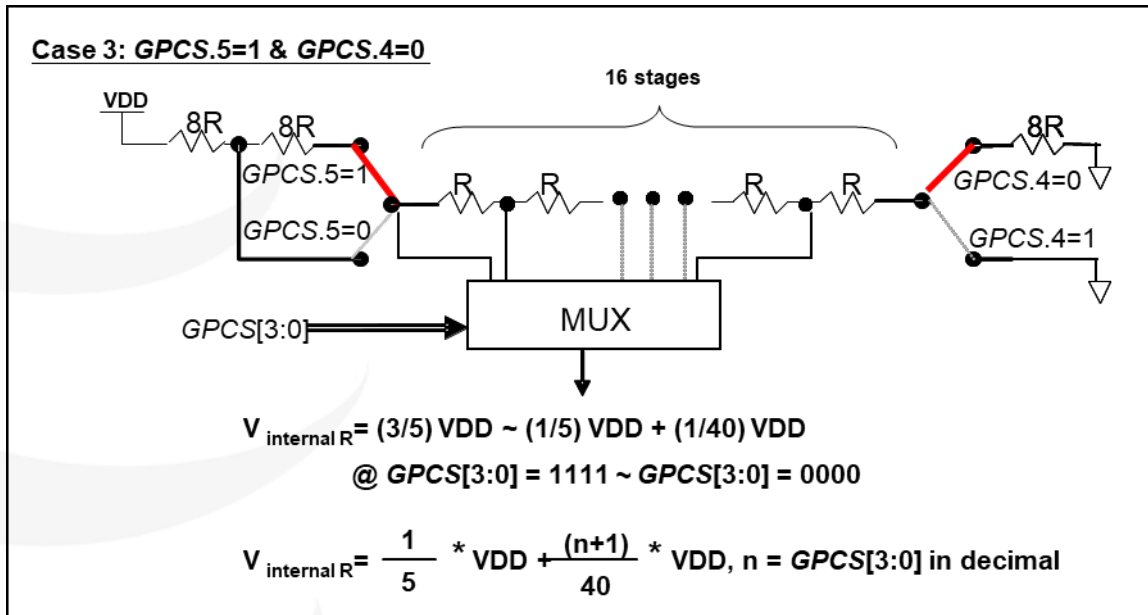 Case 3: GPCS.5=1 & GPCS.4=0
16 stages
VDD
8R
8R
8R
GPCS.5=1
R
R
R
R
GPCS.4=0
GPCS.5=0
GPCS.4=1
MUX
GPCS[3:0]
V internal R = (3/5) VDD ~ (1/5) VDD + (1/40) VDD
@ GPCS[3:0] = 1111 ~ GPCS[3:0] = 0000
V internal R = 1/5 * VDD + (n+1)/40 * VDD, n = GPCS[3:0] in decimal